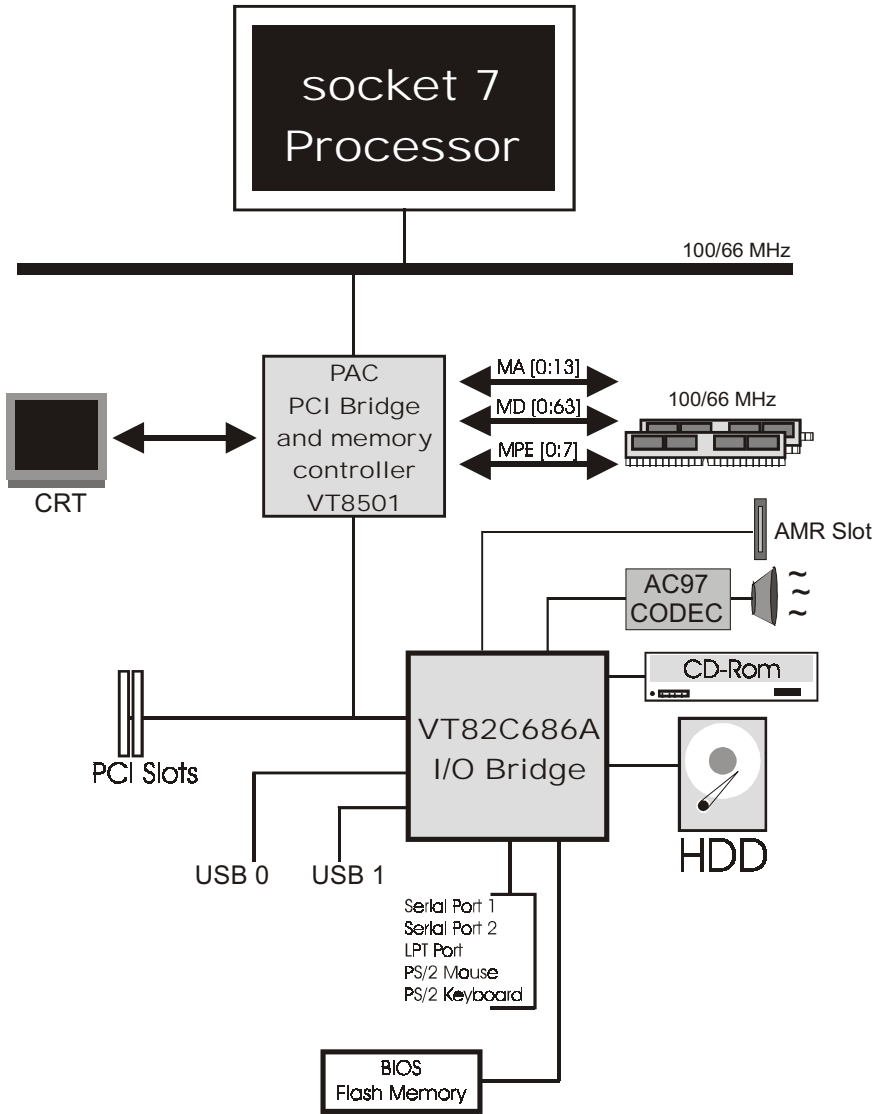 socket 7
Processor
100/66 MHz
PAC
PCI Bridge
and memory
controller
VT8501
MA [0:13]
MD [0:63]
MPE [0:7]
100/66 MHz
CRT
AMR Slot
AC97
CODEC
~
~
~
CD-Rom
VT82C686A
I/O Bridge
PCI Slots
HDD
USB 0
USB 1
Serial Port 1
Serial Port 2
LPT Port
PS/2 Mouse
PS/2 Keyboard
BIOS
Flash Memory